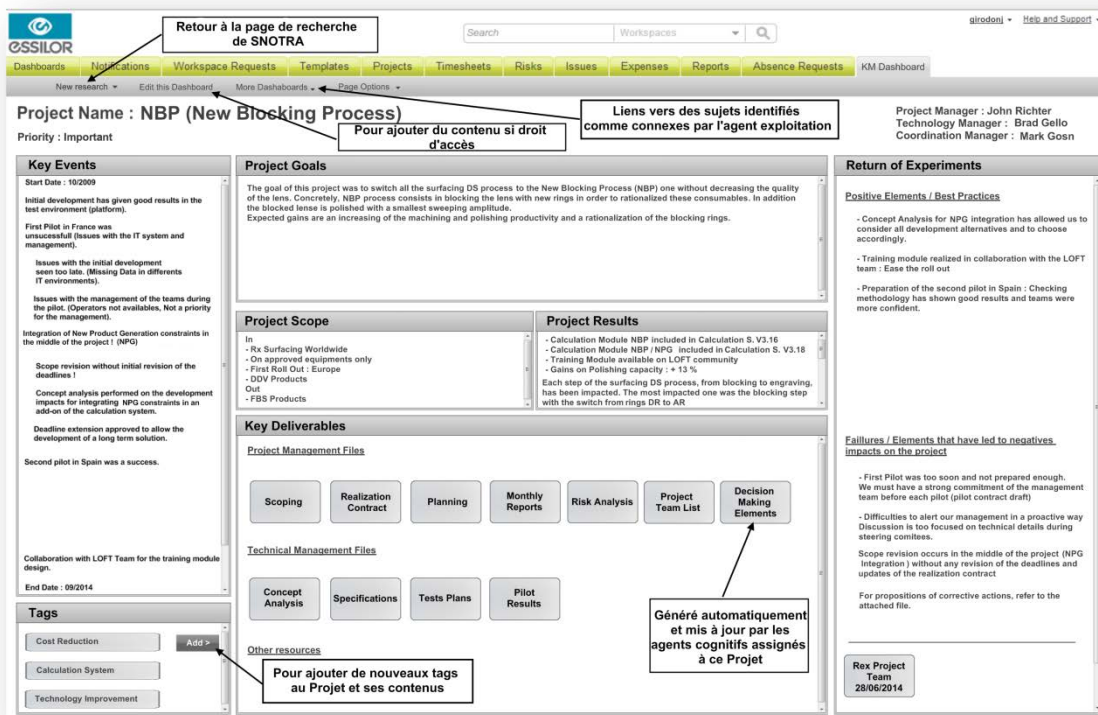 essilor
Retour à la page de recherche
de SNOTRA
Search
Workspaces
girodonj
Help and Support
Dashboards Notifications Workspace Requests Templates Projects Timesheets Risks Issues Expenses Reports Absence Requests KM Dashboard
New research Edit this Dashboard More Dashaboards Page Options
Project Name : NBP (New Blocking Process)
Priority : Important
Pour ajouter du contenu si droit
d'accès
Liens vers des sujets identifiés
comme connexes par l'agent exploitation
Project Manager : John Richter
Technology Manager : Brad Gello
Coordination Manager : Mark Gosn
Key Events
Start Date : 10/2009
Initial development has given good results in the
test environment (platform).
First Pilot in France was
unsucessfull (Issues with the IT system and
management).
Issues with the initial development
seen too late. (Missing Data in differents
IT environments).
Issues with the management of the teams during
the pilot. (Operators not availables, Not a priority
for the management).
Integration of New Product Generation constraints in
the middle of the project ! (NPG)
Scope revision without initial revision of the
deadlines !
Concept analysis performed on the development
impacts for integrating NPG constraints in an
add-on of the calculation system.
Deadline extension approved to allow the
development of a long term solution.
Second pilot in Spain was a success.
Collaboration with LOFT Team for the training module
design.
End Date : 09/2014
Tags
Cost Reduction
Add >
Calculation System
Technology Improvement
Project Goals
The goal of this project was to switch all the surfacing DS process to the New Blocking Process (NBP) one without decreasing the quality
of the lens. Concretely, NBP process consists in blocking the lens with new rings in order to rationalized these consumables. In addition
the blocked lense is polished with a smallest sweeping amplitude.
Expected gains are an increasing of the machining and polishing productivity and a rationalization of the blocking rings.
Project Scope
In
- Rx Surfacing Worldwide
- On approved equipments only
- First Roll Out : Europe
- DDV Products
Out
- FBS Products
Project Results
- Calculation Module NBP included in Calculation S. V3.16
- Calculation Module NBP / NPG included in Calculation S. V3.18
- Training Module available on LOFT community
- Gains on Polishing capacity : + 13 %
Each step of the surfacing DS process, from blocking to engraving,
has been impacted. The most impacted one was the blocking step
with the switch from rings DR to AR
Key Deliverables
Project Management Files
Scoping
Realization
Contract
Planning
Monthly
Reports
Risk Analysis
Project
Team List
Decision
Making
Elements
Technical Management Files
Concept
Analysis
Specifications
Tests Plans
Pilot
Results
Other resources
Pour ajouter de nouveaux tags
au Projet et ses contenus
Généré automatiquement
et mis à jour par les
agents cognitifs assignés
à ce Projet
Return of Experiments
Positive Elements / Best Practices
- Concept Analysis for NPG integration has allowed us to
consider all development alternatives and to choose
accordingly.
- Training module realized in collaboration with the LOFT
team : Ease the roll out
- Preparation of the second pilot in Spain : Checking
methodology has shown good results and teams were
more confident.
Faillures / Elements that have led to negatives
impacts on the project
- First Pilot was too soon and not prepared enough.
We must have a strong commitment of the management
team before each pilot (pilot contract draft)
- Difficulties to alert our management in a proactive way
Discussion is too focused on technical details during
steering comitees.
Scope revision occurs in the middle of the project (NPG
Integration ) without any revision of the deadlines and
updates of the realization contract
For propositions of corrective actions, refer to the
attached file.
Rex Project
Team
28/06/2014